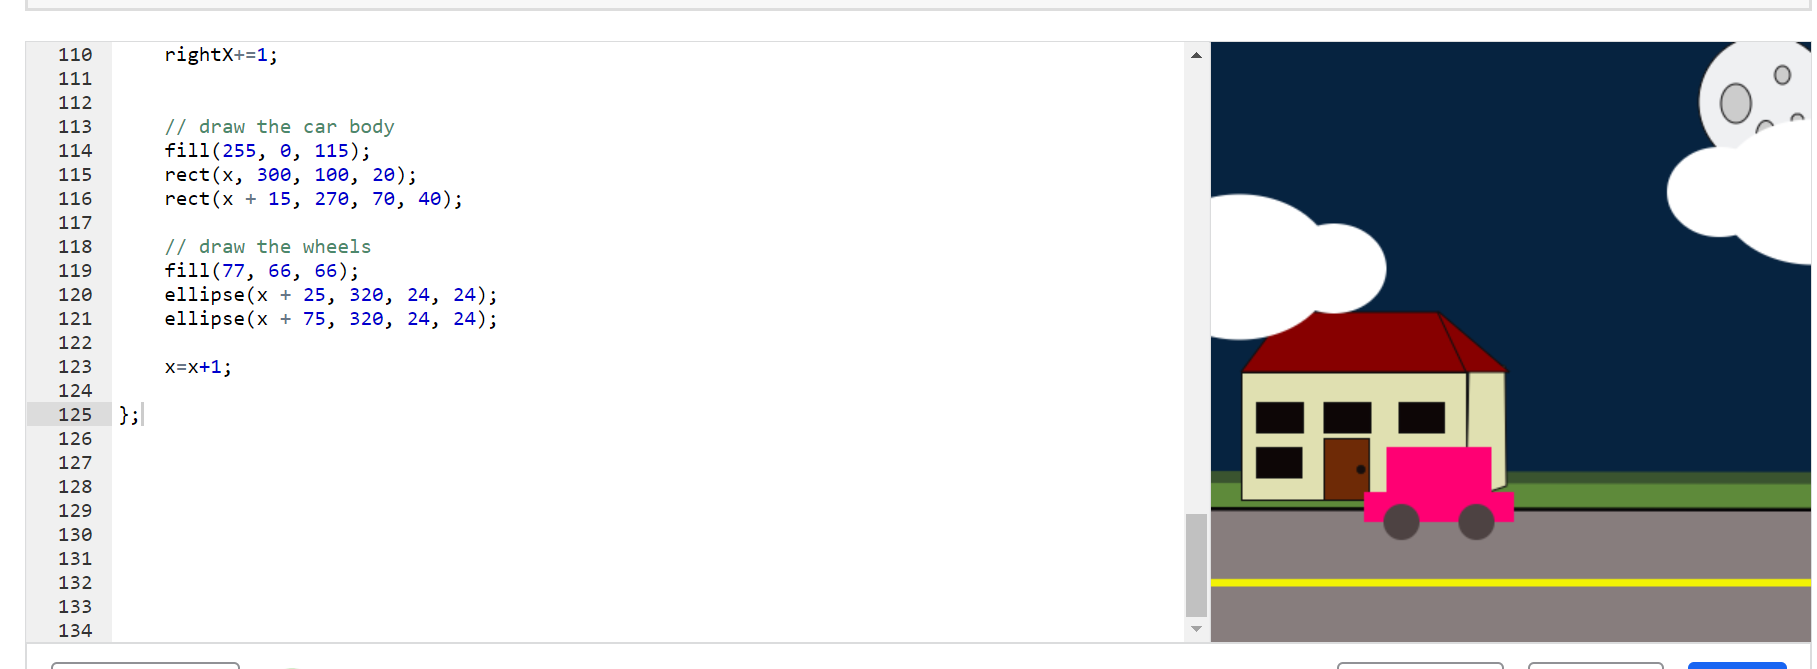 110 rightX+=1;
111
112
113 // draw the car body
114 fill(255, 0, 115);
115 rect(x, 300, 100, 20);
116 rect(x + 15, 270, 70, 40);
117
118 // draw the wheels
119 fill(77, 66, 66);
120 ellipse(x + 25, 320, 24, 24);
121 ellipse(x + 75, 320, 24, 24);
122
123 x=x+1;
124
125 };
126
127
128
129
130
131
132
133
134